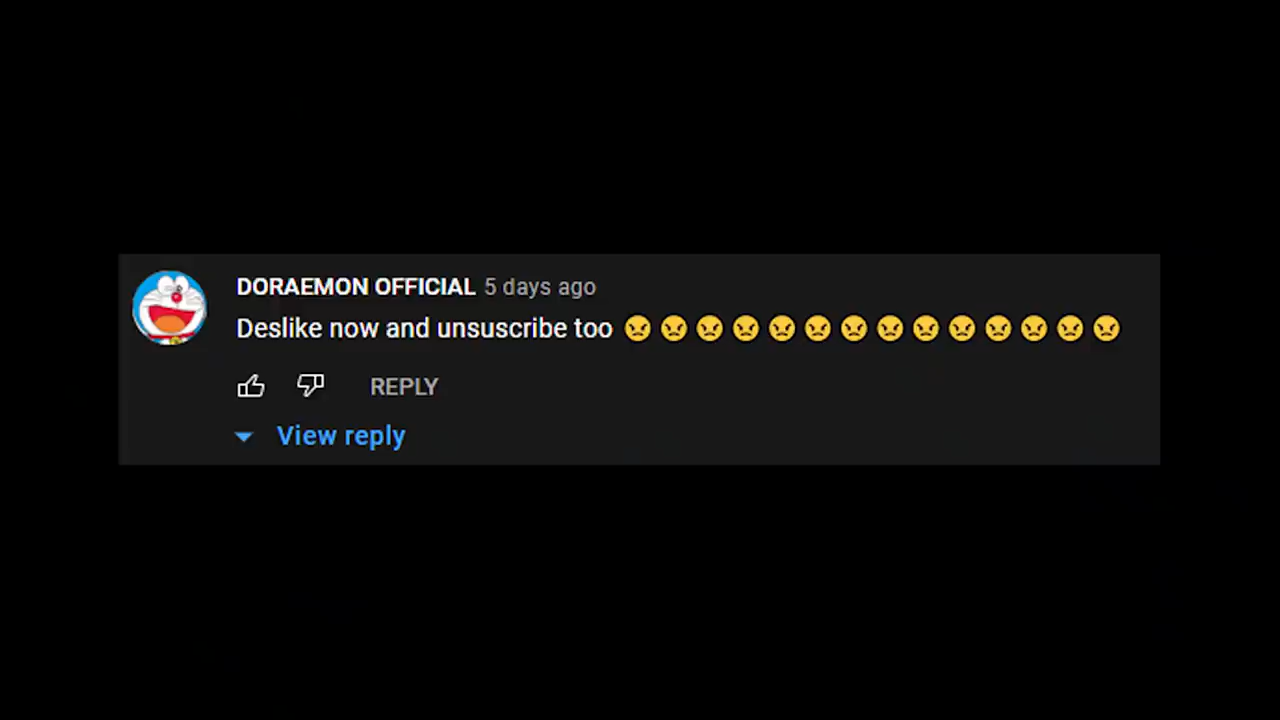 DORAEMON OFFICIAL 5 days ago
Deslike now and unsuscribe too 😠😠😠😠😠😠😠😠😠😠😠😠😠😠
REPLY
View reply